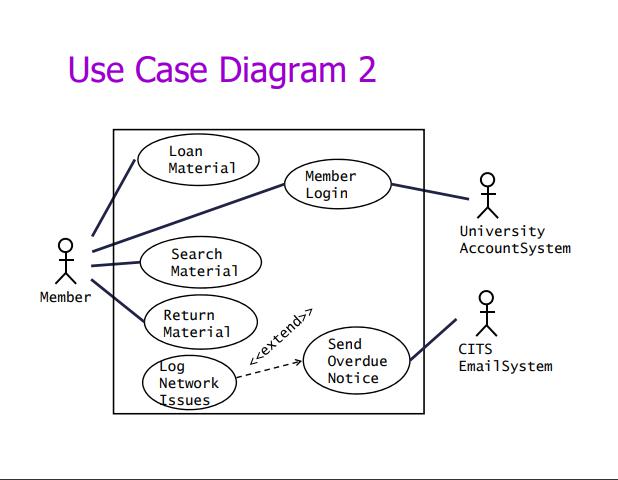 Use Case Diagram 2
Loan
Material
Member
Login
University
AccountSystem
Search
Material
Member
Return
Material
<<extend>>
Send
Overdue
Notice
CITS
EmailSystem
Log
Network
Issues